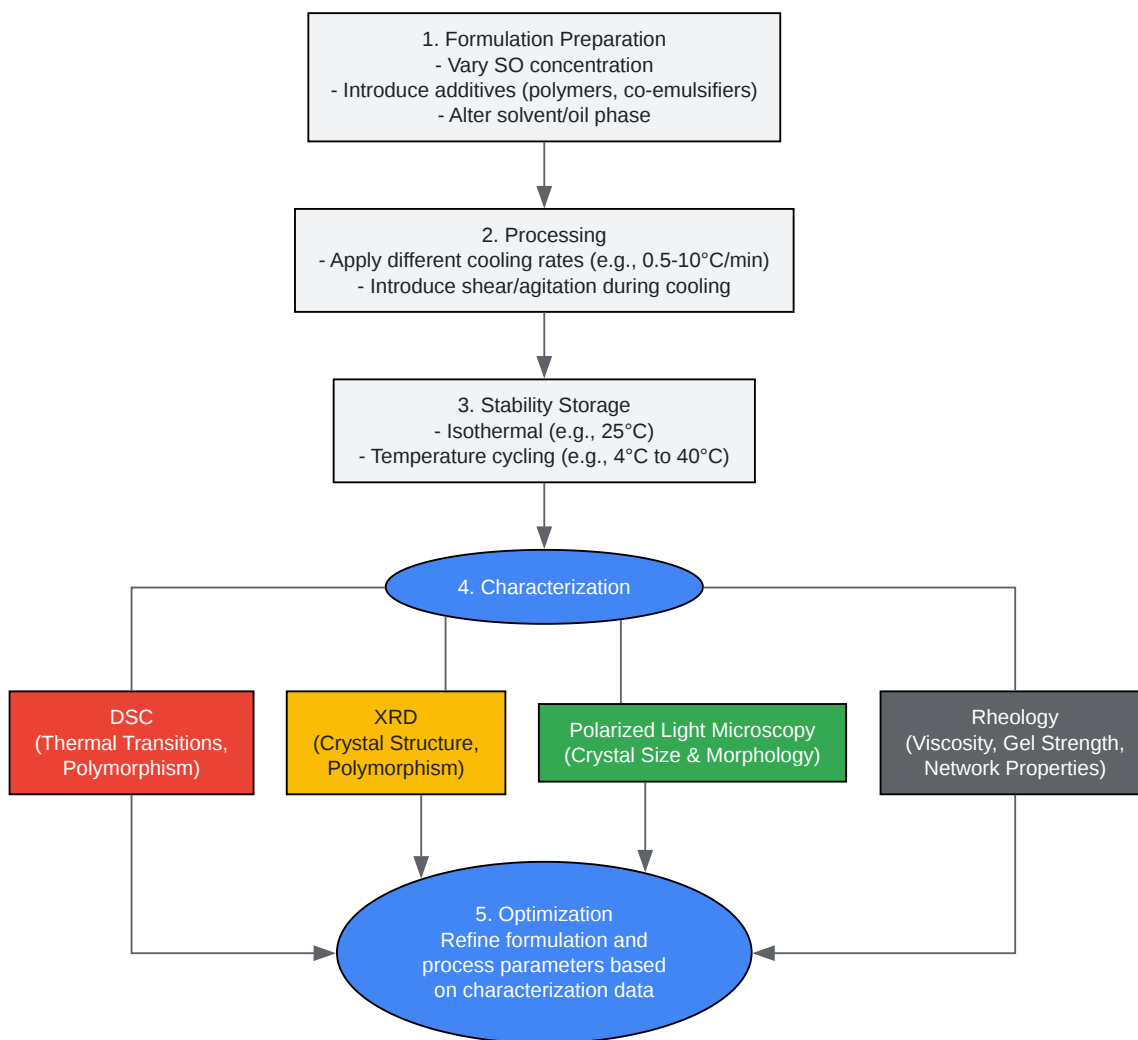 1. Formulation Preparation
- Vary SO concentration
- Introduce additives (polymers, co-emulsifiers)
- Alter solvent/oil phase
2. Processing
- Apply different cooling rates (e.g., 0.5-10°C/min)
- Introduce shear/agitation during cooling
3. Stability Storage
- Isothermal (e.g., 25°C)
- Temperature cycling (e.g., 4°C to 40°C)
4. Characterization
DSC
(Thermal Transitions,
Polymorphism)
XRD
(Crystal Structure,
Polymorphism)
Polarized Light Microscopy
(Crystal Size & Morphology)
Rheology
(Viscosity, Gel Strength,
Network Properties)
5. Optimization
Refine formulation and
process parameters based
on characterization data